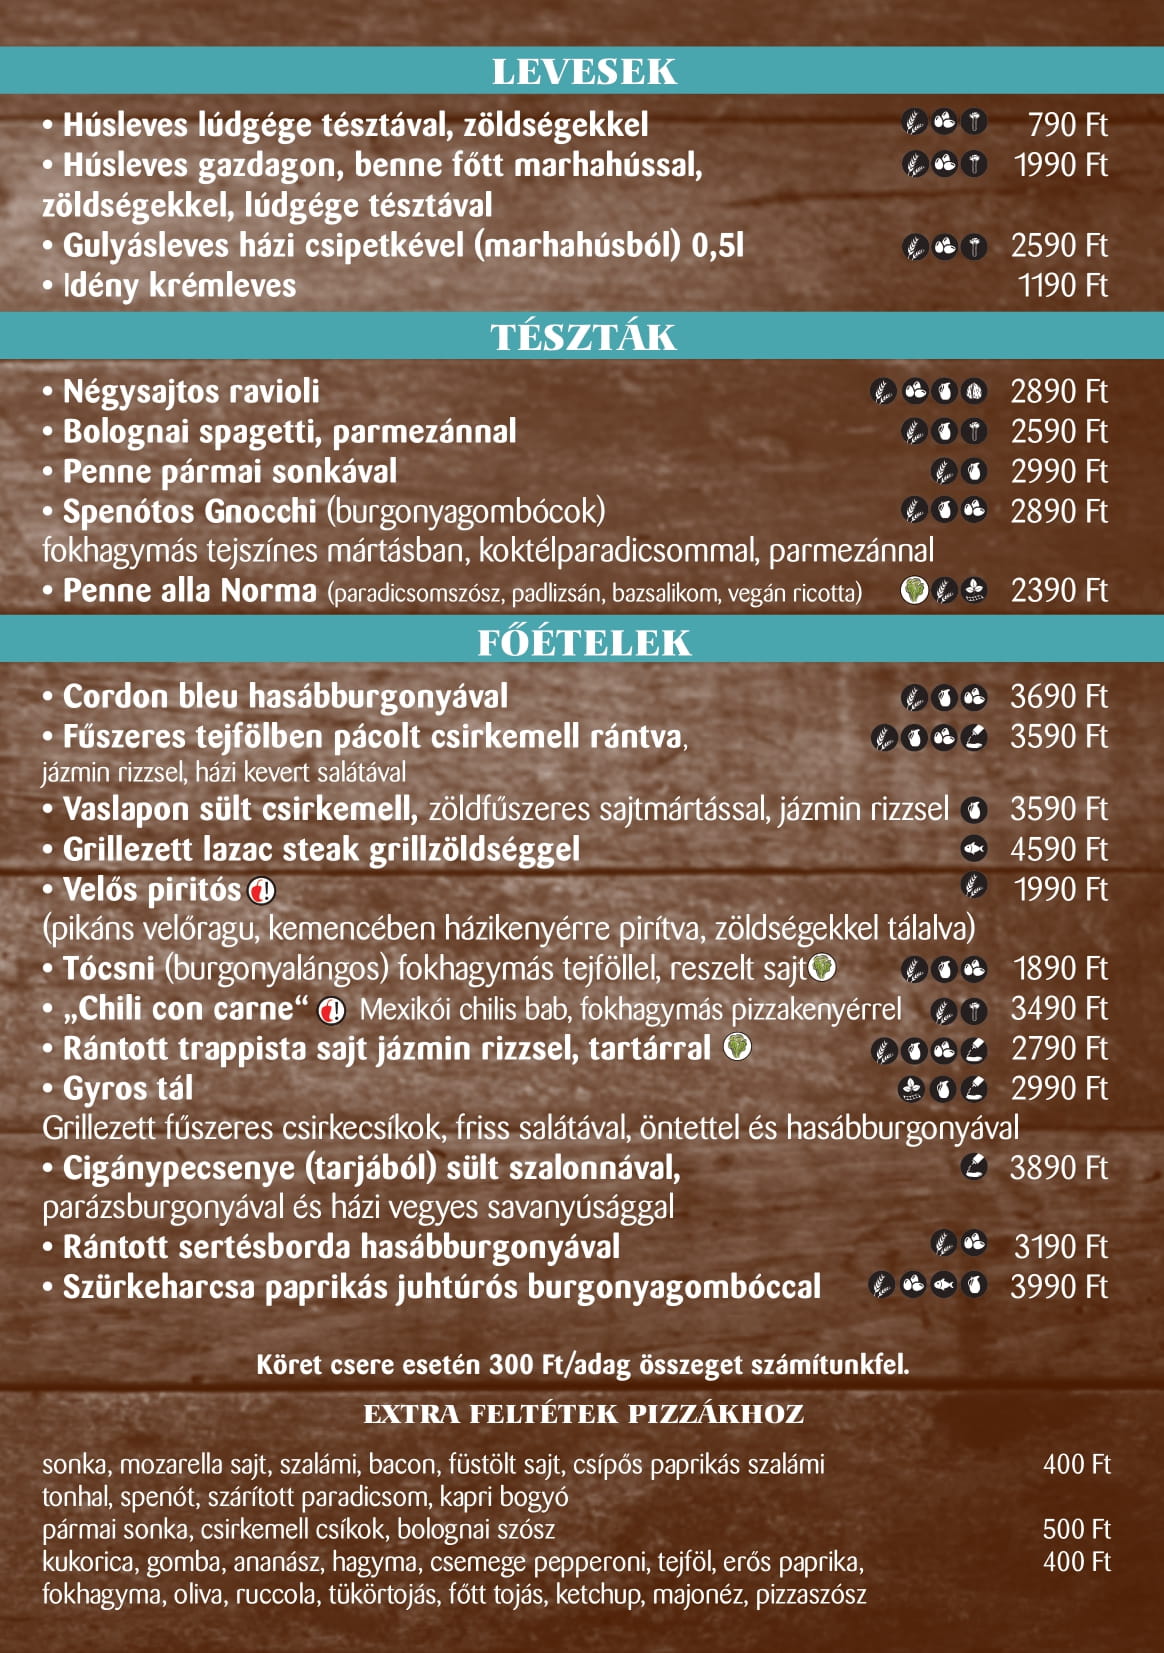 LEVESEK
• Húsleves lúdgége tésztával, zöldségekkel 790 Ft
• Húsleves gazdagon, benne főtt marhahússal, 1990 Ft
zöldségekkel, lúdgége tésztával
• Gulyásleves házi csipetkével (marhahúsból) 0,5l 2590 Ft
• Idény krémleves 1190 Ft
TÉSZTÁK
• Négysajtos ravioli 2890 Ft
• Bolognai spagetti, parmezánnal 2590 Ft
• Penne pármai sonkával 2990 Ft
• Spenótos Gnocchi (burgonyagombócok) 2890 Ft
fokhagymás tejszínes mártásban, koktélparadicsommal, parmezánnal
• Penne alla Norma (paradicsomszósz, padlizsán, bazsalikom, vegán ricotta) 2390 Ft
FŐÉTELEK
• Cordon bleu hasábburgonyával 3690 Ft
• Fűszeres tejfölben pácolt csirkemell rántva, 3590 Ft
jázmin rizzsel, házi kevert salátával
• Vaslapon sült csirkemell, zöldfűszeres sajtmártással, jázmin rizzsel 3590 Ft
• Grillezett lazac steak grillzöldséggel 4590 Ft
• Velős piritós 1990 Ft
(pikáns velőragu, kemencében házikenyérre pirítva, zöldségekkel tálalva)
• Tócsni (burgonyalángos) fokhagymás tejföllel, reszelt sajt 1890 Ft
• „Chili con carne“ Mexikói chilis bab, fokhagymás pizzakenyérrel 3490 Ft
• Rántott trappista sajt jázmin rizzsel, tartárral 2790 Ft
• Gyros tál 2990 Ft
Grillezett fűszeres csirkecsíkok, friss salátával, öntettel és hasábburgonyával
• Cigánypecsenye (tarjából) sült szalonnával, 3890 Ft
parázsburgonyával és házi vegyes savanyúsággal
• Rántott sertésborda hasábburgonyával 3190 Ft
• Szürkeharcsa paprikás juhtúrós burgonyagombóccal 3990 Ft
Köret csere esetén 300 Ft/adag összeget számítunkfel.
EXTRA FELTÉTEK PIZZÁKHOZ
sonka, mozarella sajt, szalámi, bacon, füstölt sajt, csípős paprikás szalámi 400 Ft
tonhal, spenót, szárított paradicsom, kapri bogyó
pármai sonka, csirkemell csíkok, bolognai szósz 500 Ft
kukorica, gomba, ananász, hagyma, csemege pepperoni, tejföl, erős paprika, 400 Ft
fokhagyma, oliva, ruccola, tükörtojás, főtt tojás, ketchup, majonéz, pizzaszósz